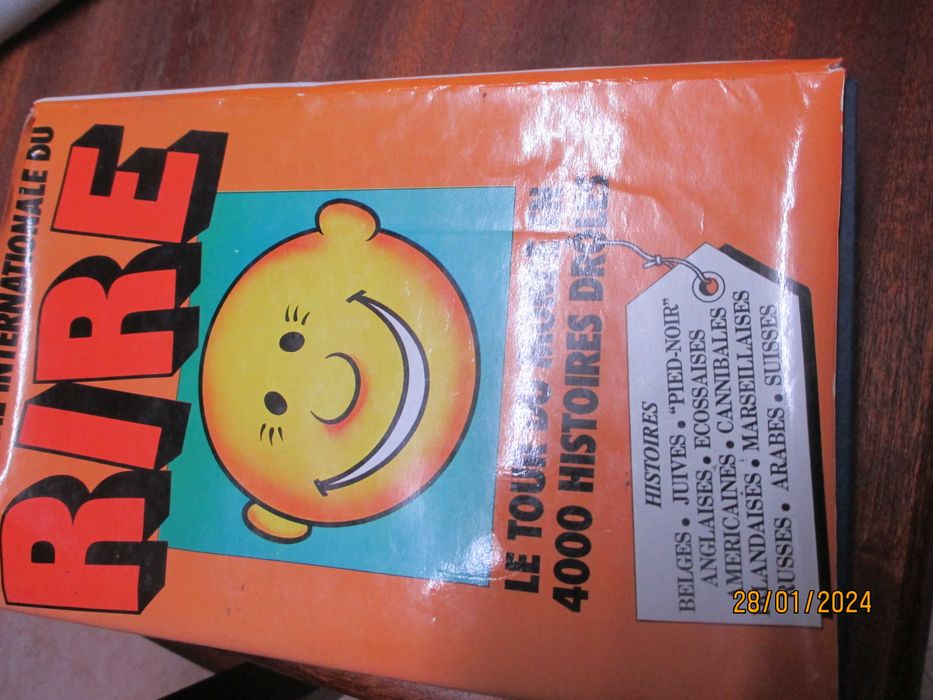 INTERNATIONALE DU
RIRE
LE TOUR DU MONDE EN
4000 HISTOIRES DRÔLES
HISTOIRES
BELGES • JUIVES • "PIED-NOIR"
ANGLAISES • ECOSSAISES
AMERICAINES • CANNIBALES
IRLANDAISES • MARSEILLAISES
RUSSES • ARABES • SUISSES
28/01/2024